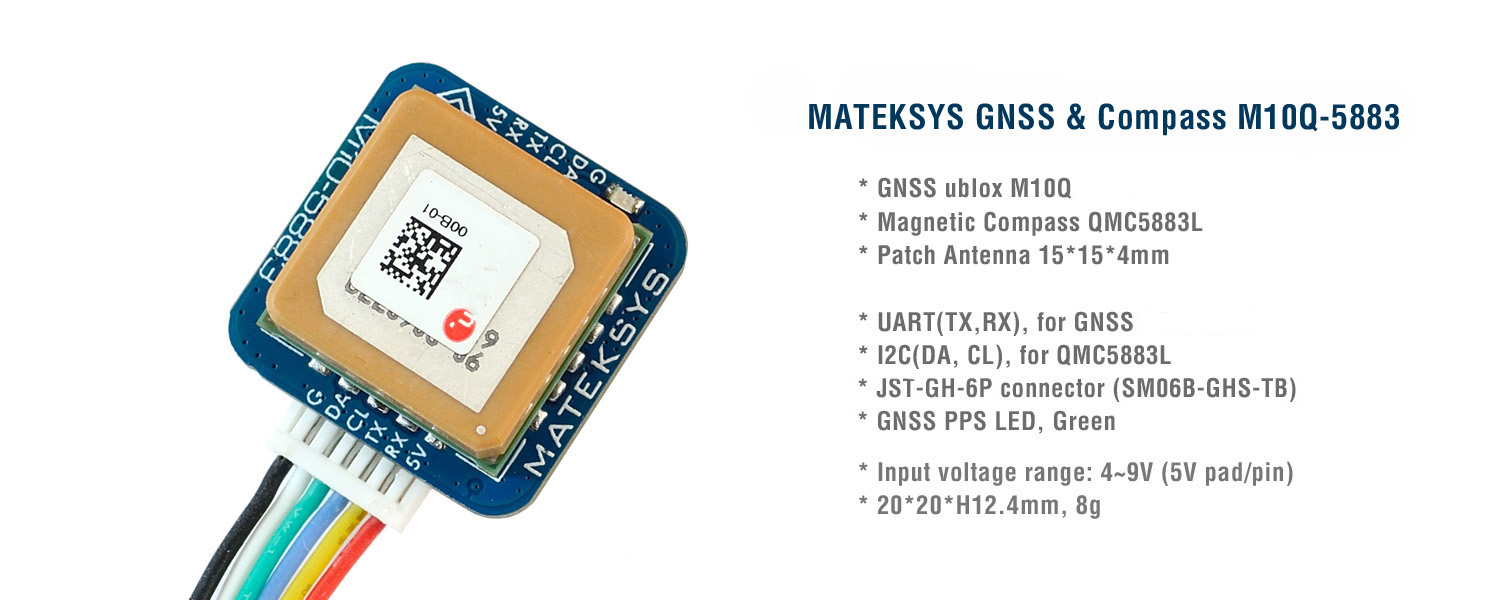 M10-5883
5V
RX
TX
CL
DA
G
00B-01
MATEKSYS
G
DA
CL
TX
RX
5V
MATEKSYS GNSS & Compass M10Q-5883
* GNSS ublox M10Q
* Magnetic Compass QMC5883L
* Patch Antenna 15*15*4mm
* UART(TX,RX), for GNSS
* I2C(DA, CL), for QMC5883L
* JST-GH-6P connector (SM06B-GHS-TB)
* GNSS PPS LED, Green
* Input voltage range: 4~9V (5V pad/pin)
* 20*20*H12.4mm, 8g